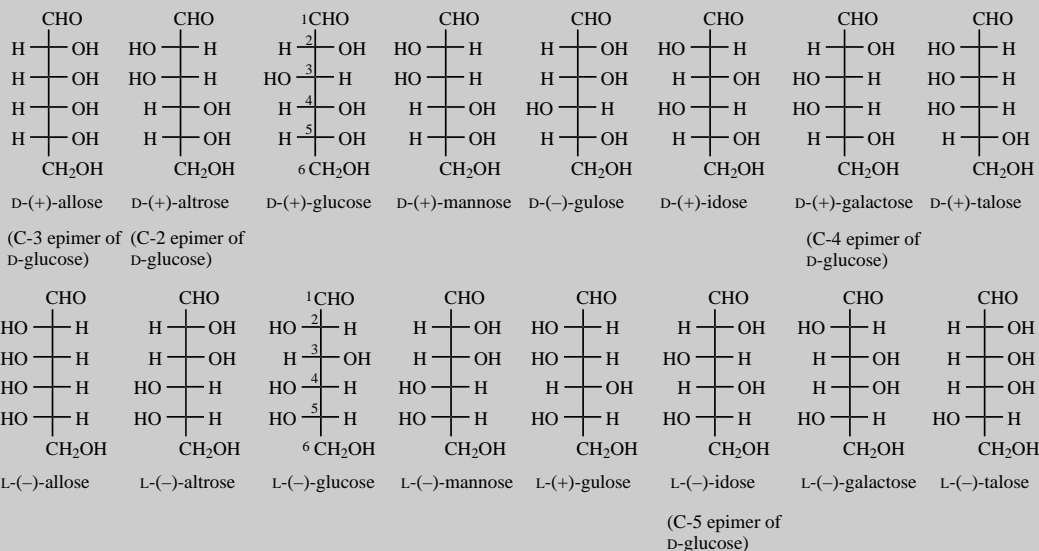 CHO CHO 1CHO CHO CHO CHO CHO CHO
H OH HO H H 2 OH HO H H OH HO H H OH HO H
H OH HO H HO 3 H HO H H OH H OH HO H HO H
H OH H OH H 4 OH H OH HO H HO H HO H HO H
H OH H OH H 5 OH H OH H OH H OH H OH H OH
CH₂OH CH₂OH 6 CH₂OH CH₂OH CH₂OH CH₂OH CH₂OH CH₂OH
D-(+)-allose D-(+)-altrose D-(+)-glucose D-(+)-mannose D-(–)-gulose D-(+)-idose D-(+)-galactose D-(+)-talose
(C-3 epimer of (C-2 epimer of (C-4 epimer of
D-glucose) D-glucose) D-glucose)
CHO CHO 1CHO CHO CHO CHO CHO CHO
HO H H OH HO 2 H H OH HO H H OH HO H H OH
HO H H OH H 3 OH H OH HO H HO H H OH H OH
HO H HO H HO 4 H HO H H OH H OH H OH H OH
HO H HO H HO 5 H HO H HO H HO H HO H HO H
CH₂OH CH₂OH 6 CH₂OH CH₂OH CH₂OH CH₂OH CH₂OH CH₂OH
L-(–)-allose L-(–)-altrose L-(–)-glucose L-(–)-mannose L-(+)-gulose L-(–)-idose L-(–)-galactose L-(–)-talose
(C-5 epimer of
D-glucose)